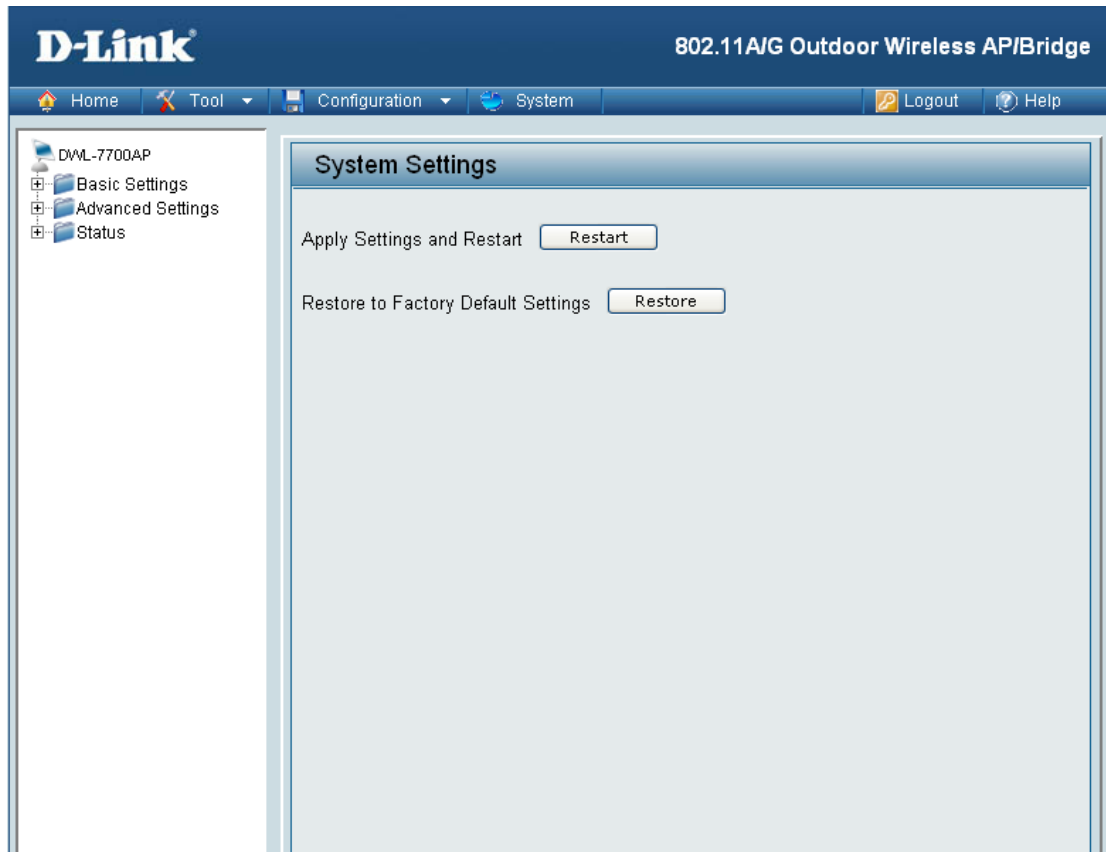 D-Link
802.11A/G Outdoor Wireless AP/Bridge
Home Tool Configuration System Logout Help
DWL-7700AP
Basic Settings
Advanced Settings
Status
System Settings
Apply Settings and Restart Restart
Restore to Factory Default Settings Restore